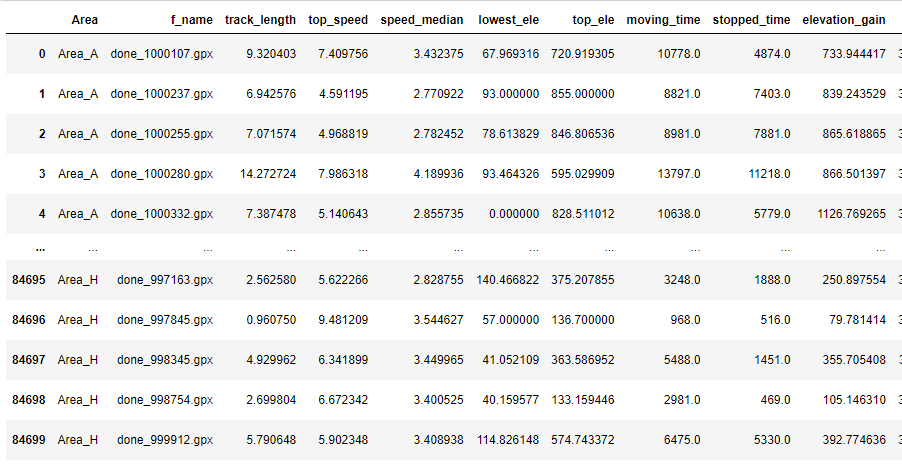 Area f_name track_length top_speed speed_median lowest_ele top_ele moving_time stopped_time elevation_gain
0 Area_A done_1000107.gpx 9.320403 7.409756 3.432375 67.969316 720.919305 10778.0 4874.0 733.944417 3
1 Area_A done_1000237.gpx 6.942576 4.591195 2.770922 93.000000 855.000000 8821.0 7403.0 839.243529 3
2 Area_A done_1000255.gpx 7.071574 4.968819 2.782452 78.613829 846.806536 8981.0 7881.0 865.618865 3
3 Area_A done_1000280.gpx 14.272724 7.986318 4.189936 93.464326 595.029909 13797.0 11218.0 866.501397 3
4 Area_A done_1000332.gpx 7.387478 5.140643 2.855735 0.000000 828.511012 10638.0 5779.0 1126.769265 3
... ... ... ... ... ... ... ... ... ... ...
84695 Area_H done_997163.gpx 2.562580 5.622266 2.828755 140.466822 375.207855 3248.0 1888.0 250.897554 3
84696 Area_H done_997845.gpx 0.960750 9.481209 3.544627 57.000000 136.700000 968.0 516.0 79.781414 3
84697 Area_H done_998345.gpx 4.929962 6.341899 3.449965 41.052109 363.586952 5488.0 1451.0 355.705408 3
84698 Area_H done_998754.gpx 2.699804 6.672342 3.400525 40.159577 133.159446 2981.0 469.0 105.146310 3
84699 Area_H done_999912.gpx 5.790648 5.902348 3.408938 114.826148 574.743372 6475.0 5330.0 392.774636 3